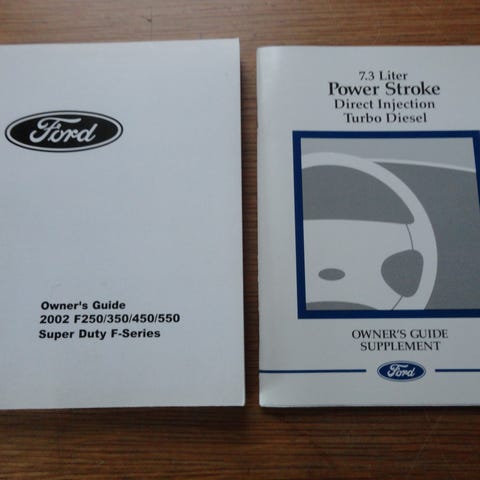 Ford
Owner's Guide
2002 F250/350/450/550
Super Duty F-Series
7.3 Liter
Power Stroke
Direct Injection
Turbo Diesel
OWNER'S GUIDE
SUPPLEMENT
Ford